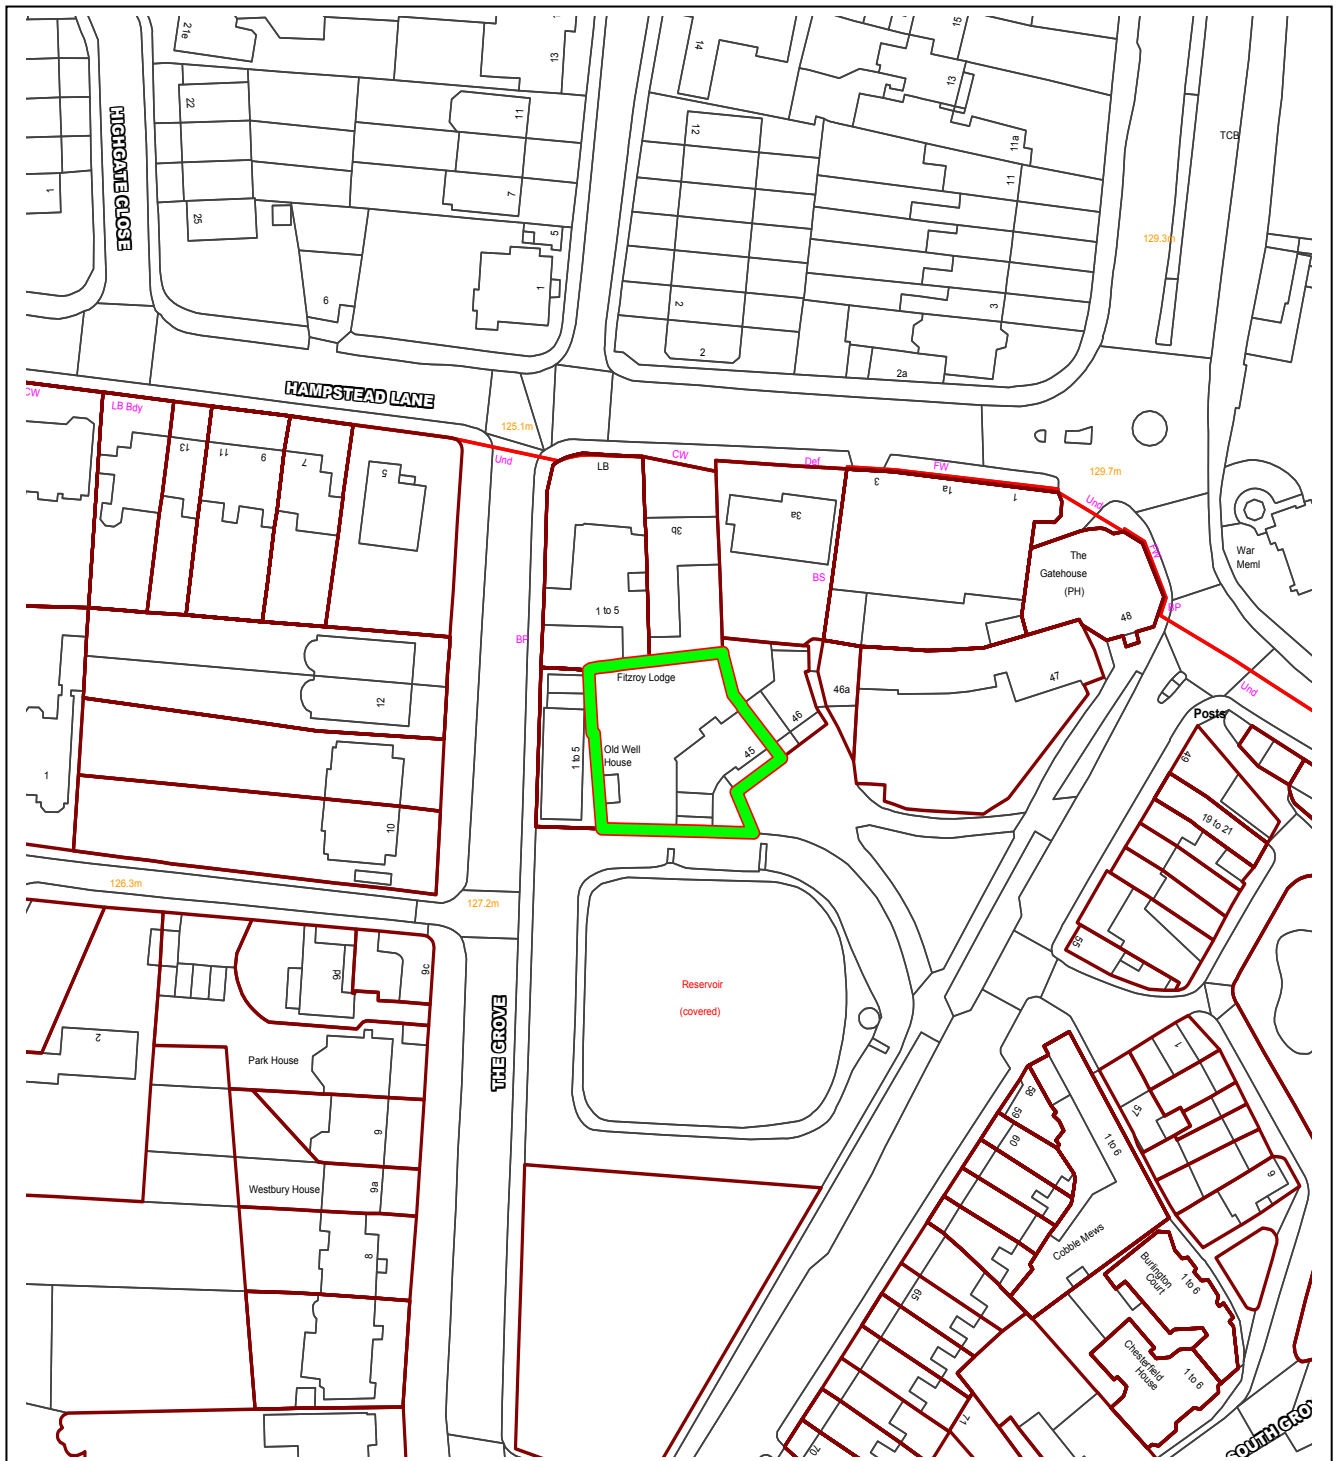 21e
13
14
15
13
HIGHGATE CLOSE
22
11
12
11a
TCB
1
7
11
25
5
129.3m
6
1
2
3
2
2a
HAMPSTEAD LANE
CW
LB Bdy
125.1m
129.7m
13
11
9
7
5
Und
LB
CW
Def
FW
3
1a
1
Und
3b
3a
FW
War
Meml
The
Gatehouse
(PH)
BS
1 to 5
BP
48
Fitzroy Lodge
46a
47
Und
12
46
Posts
Old Well
House
45
1 to 5
49
1
10
19 to 21
126.3m
127.2m
55
9d
9c
Reservoir
(covered)
2
THE GROVE
Park House
1
58
59
60
57
1 to 6
9
Westbury House
9a
6
8
Cobble Mews
Burlington
Court
1 to 6
65
Chesterfield
House
1 to 6
71
70
SOUTH GRO